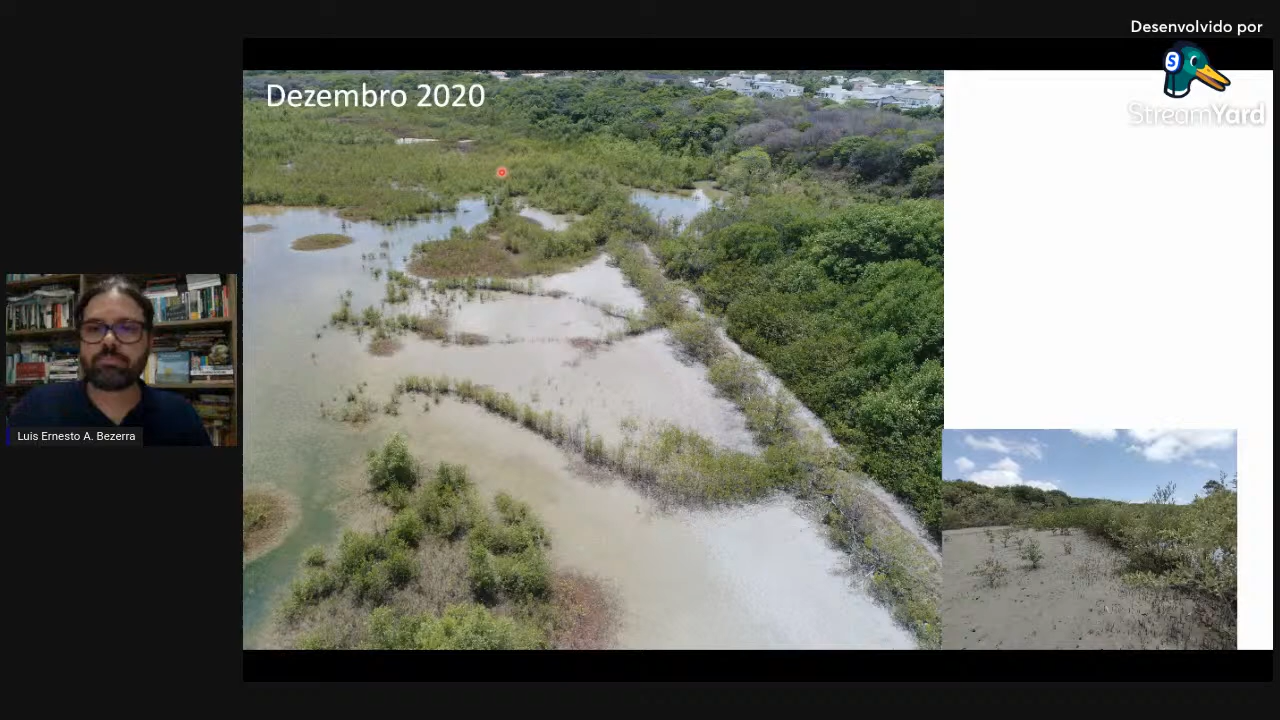 Desenvolvido por
StreamYard
Dezembro 2020
Luis Ernesto A. Bezerra